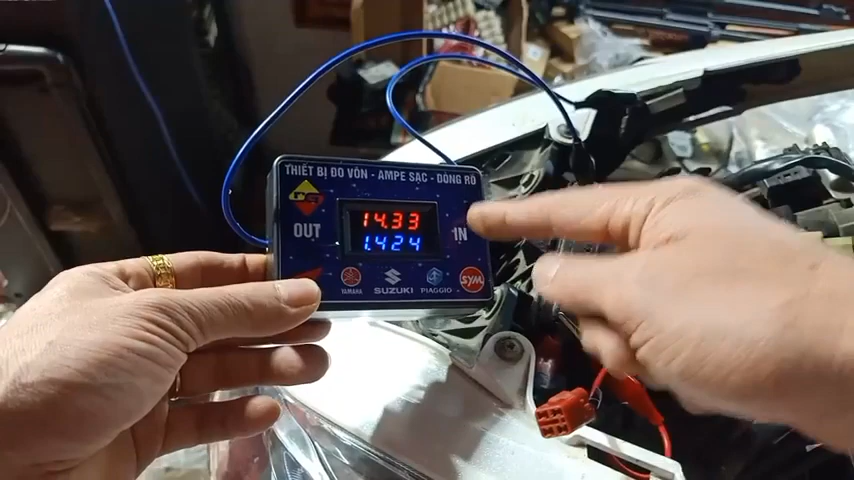 THIẾT BỊ ĐO VÔN - AMPE SẠC - DÒNG RÒ
OUT
14.33
1.424
IN
YAMAHA
SUZUKI
PIAGGIO
SYM